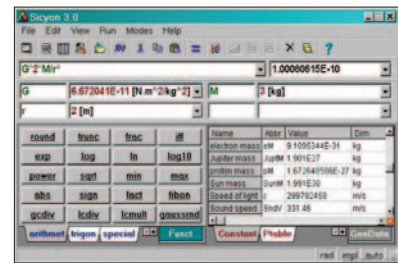 Sicyon 3.0
File Edit View Run Modes Help
G*2*M/r² 1.00080615E-10
G 6.672041E-11 [N.m^2/kg^2] M 3 [kg]
r 2 [m]
round trunc frac iff
exp log ln log10
power sqrt min max
abs sign fact fibon
gcdiv lcdiv lcmult gaussrnd
arithmet trigon special Funct
Name Abbr Value Dim
electron mass eM 9.1095344E-31 kg
Jupiter mass JupM 1.901E27 kg
proton mass pM 1.672648586E-27 kg
Sun mass SunM 1.991E30 kg
Speed of light c 299792458 m/s
Sound speed SndV 331.46 m/s
Constant Ptable GenData
rad impl auto